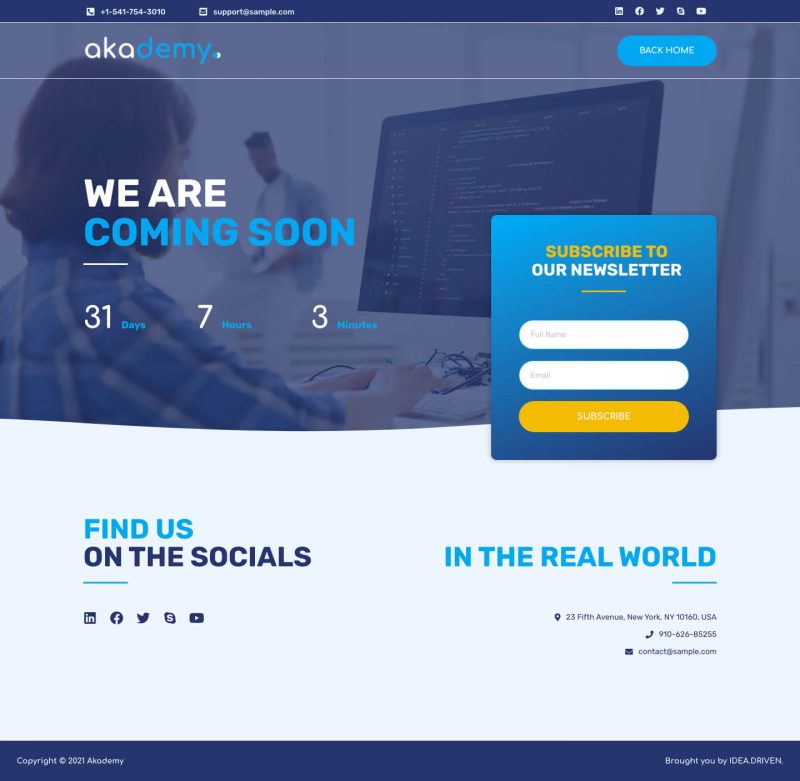 +1-541-754-3010 support@sample.com
akademy.
BACK HOME
WE ARE
COMING SOON
31 Days 7 Hours 3 Minutes
SUBSCRIBE TO
OUR NEWSLETTER
Full Name
Email
SUBSCRIBE
FIND US
ON THE SOCIALS
IN THE REAL WORLD
23 Fifth Avenue, New York, NY 10160, USA
910-626-85255
contact@sample.com
Copyright © 2021 Akademy
Brought you by IDEA.DRIVEN.